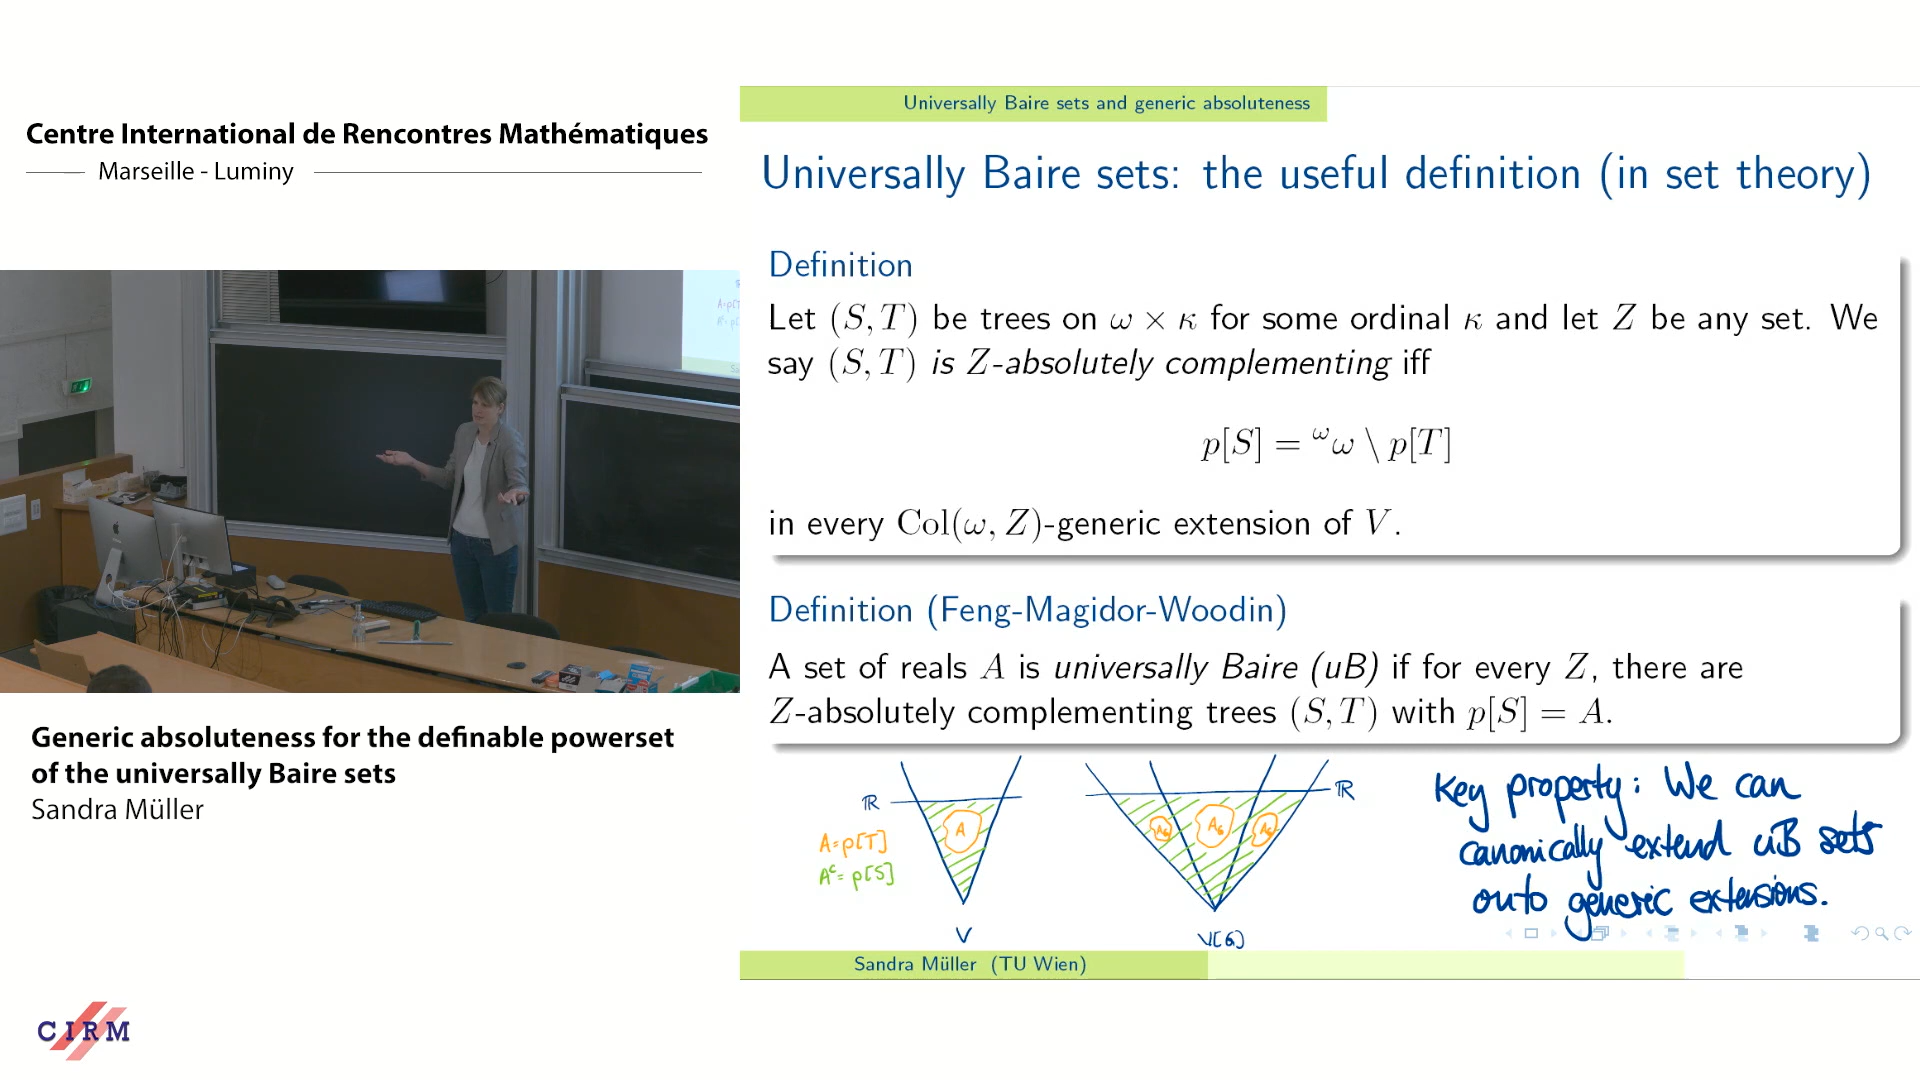 Centre International de Rencontres Mathématiques
Marseille - Luminy
Generic absoluteness for the definable powerset
of the universally Baire sets
Sandra Müller
CIRM
Universally Baire sets and generic absoluteness
Universally Baire sets: the useful definition (in set theory)
Definition
Let (S, T) be trees on ω × κ for some ordinal κ and let Z be any set. We
say (S, T) is Z-absolutely complementing iff
p[S] = ^ωω \ p[T]
in every Col(ω, Z)-generic extension of V.
Definition (Feng-Magidor-Woodin)
A set of reals A is universally Baire (uB) if for every Z, there are
Z-absolutely complementing trees (S, T) with p[S] = A.
ℝ
A
A=p[T]
Aᶜ=p[S]
V
ℝ
A_G A_G A_G
V[G]
Key property: We can
canonically extend uB sets
onto generic extensions.
Sandra Müller (TU Wien)